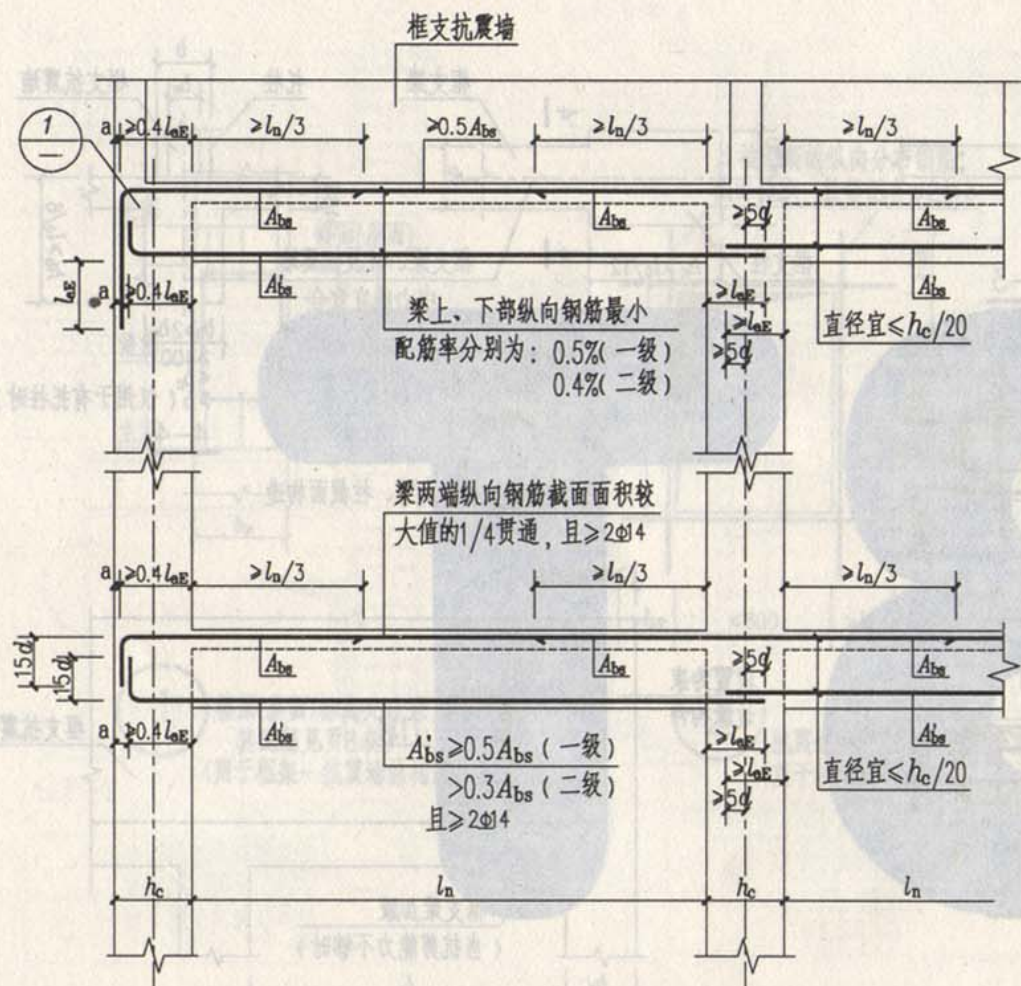 框支抗震墙
1
—
a ≥0.4laE ≥ln/3 ≥0.5Abs ≥ln/3 ≥ln/3
Abs Abs ≥5d Abs
laE
a ≥0.4laE A'bs ≥laE A'bs
≥laE
≥5d
梁上、下部纵向钢筋最小
配筋率分别为：0.5%(一级)
0.4%(二级)
直径宜≤hc/20
梁两端纵向钢筋截面面积较
大值的1/4贯通，且≥2Φ14
a ≥0.4laE ≥ln/3 ≥ln/3 ≥ln/3
15d 15d Abs Abs ≥5d Abs
a ≥0.4laE A'bs ≥laE A'bs
≥laE
≥5d
A'bs≥0.5Abs(一级)
>0.3Abs(二级)
且≥2Φ14
直径宜≤hc/20
hc ln hc ln